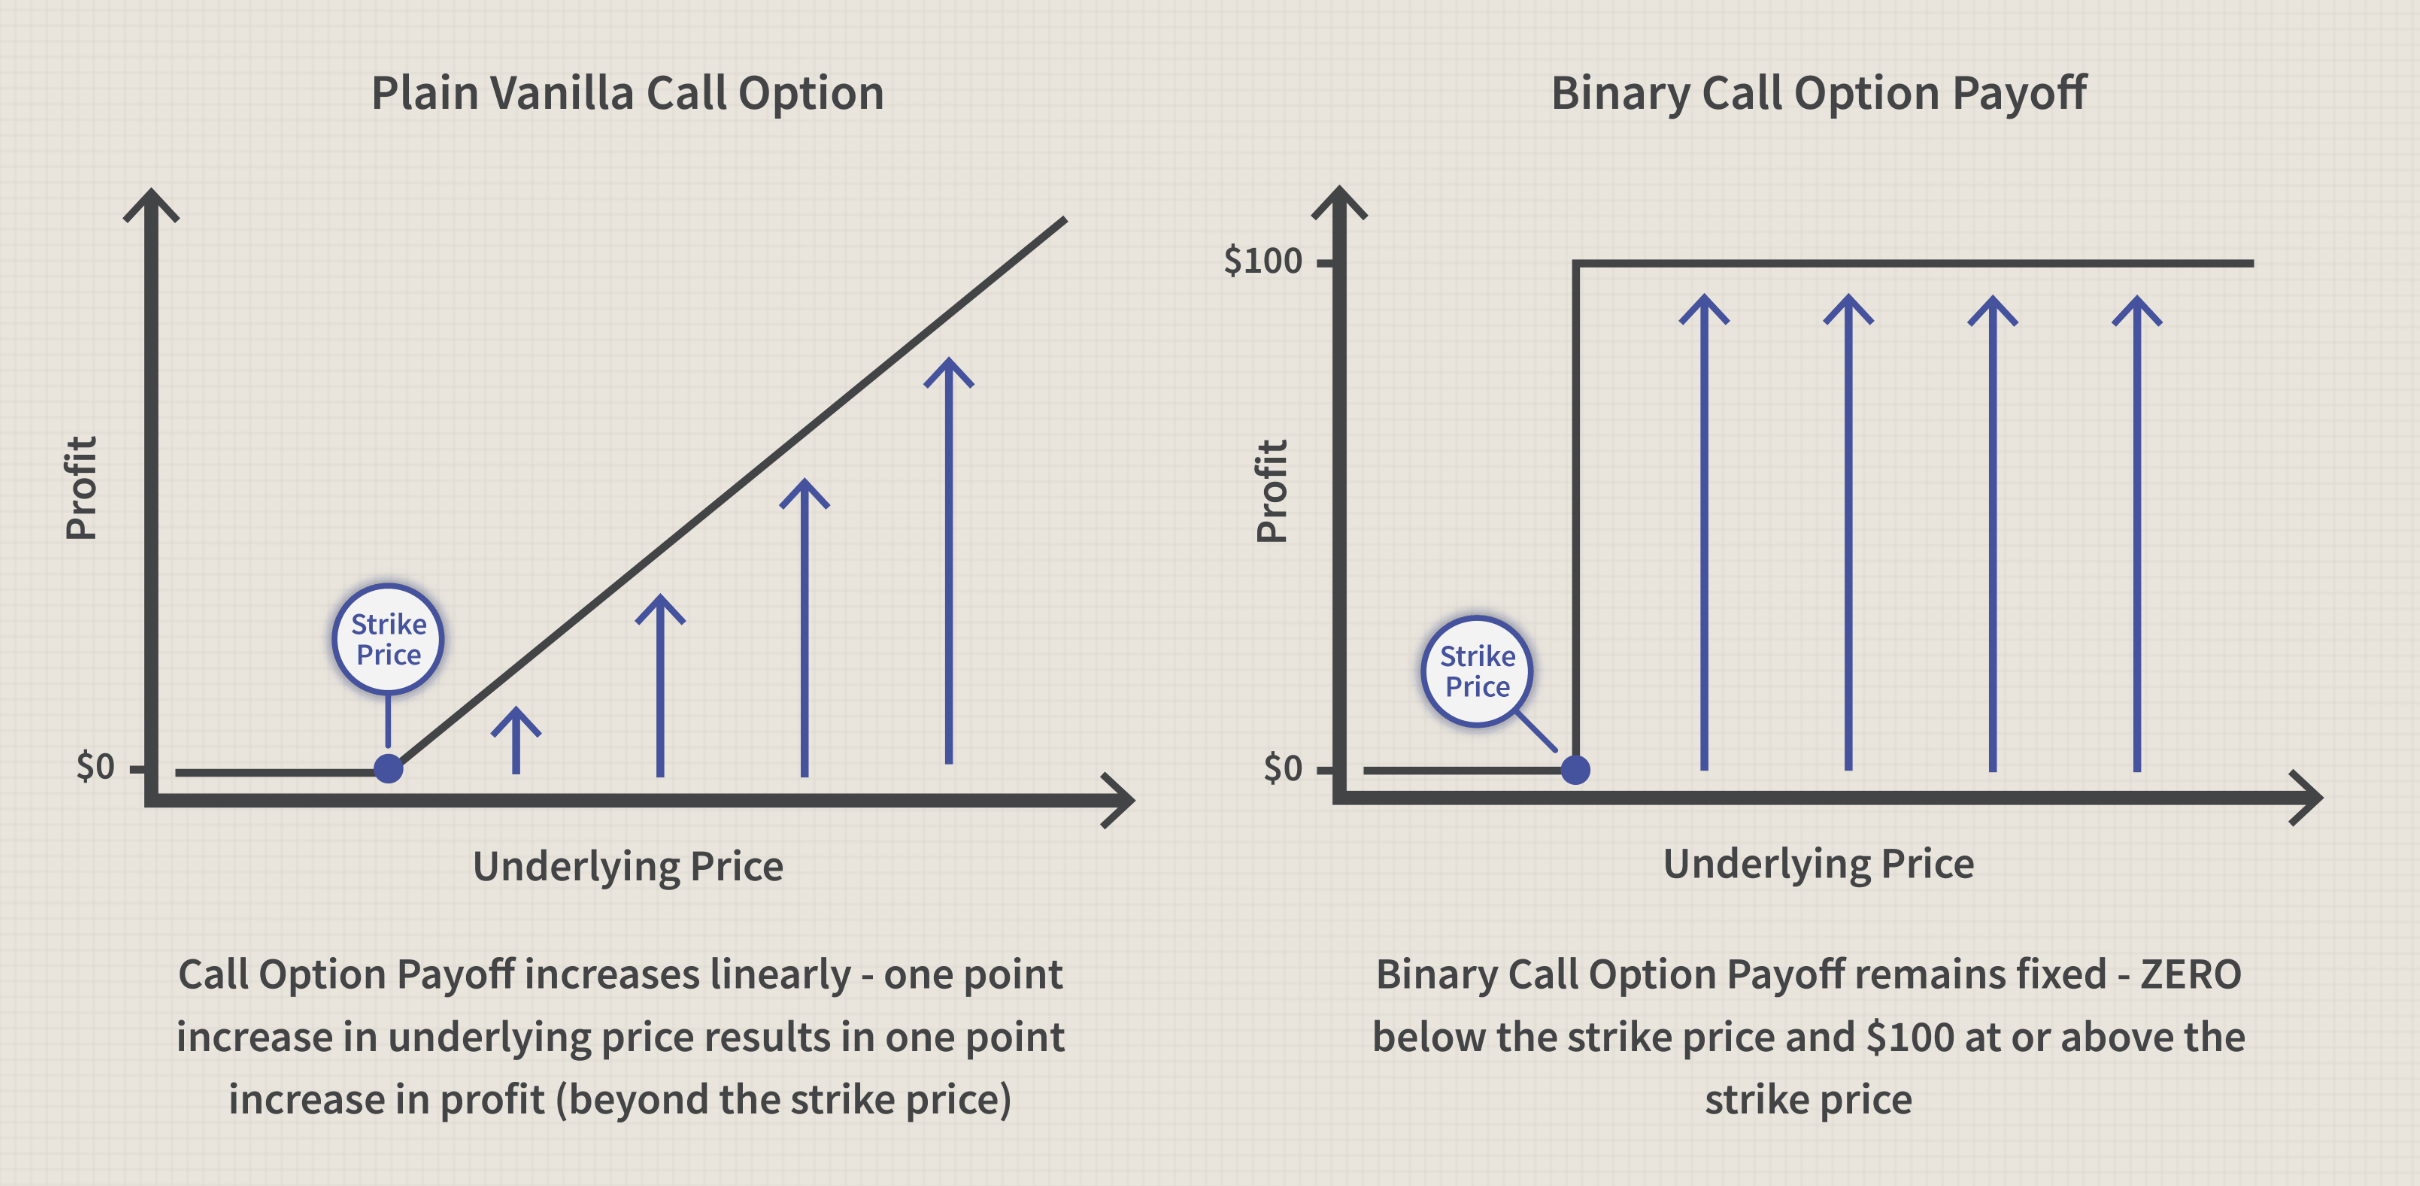 Plain Vanilla Call Option
Profit
Strike
Price
$0
Underlying Price
Call Option Payoff increases linearly - one point
increase in underlying price results in one point
increase in profit (beyond the strike price)
Binary Call Option Payoff
$100
Profit
Strike
Price
$0
Underlying Price
Binary Call Option Payoff remains fixed - ZERO
below the strike price and $100 at or above the
strike price